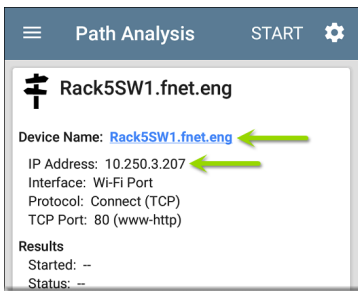 Path Analysis START
Rack5SW1.fnet.eng
Device Name: Rack5SW1.fnet.eng
IP Address: 10.250.3.207
Interface: Wi-Fi Port
Protocol: Connect (TCP)
TCP Port: 80 (www-http)
Results
Started: --
Status: --